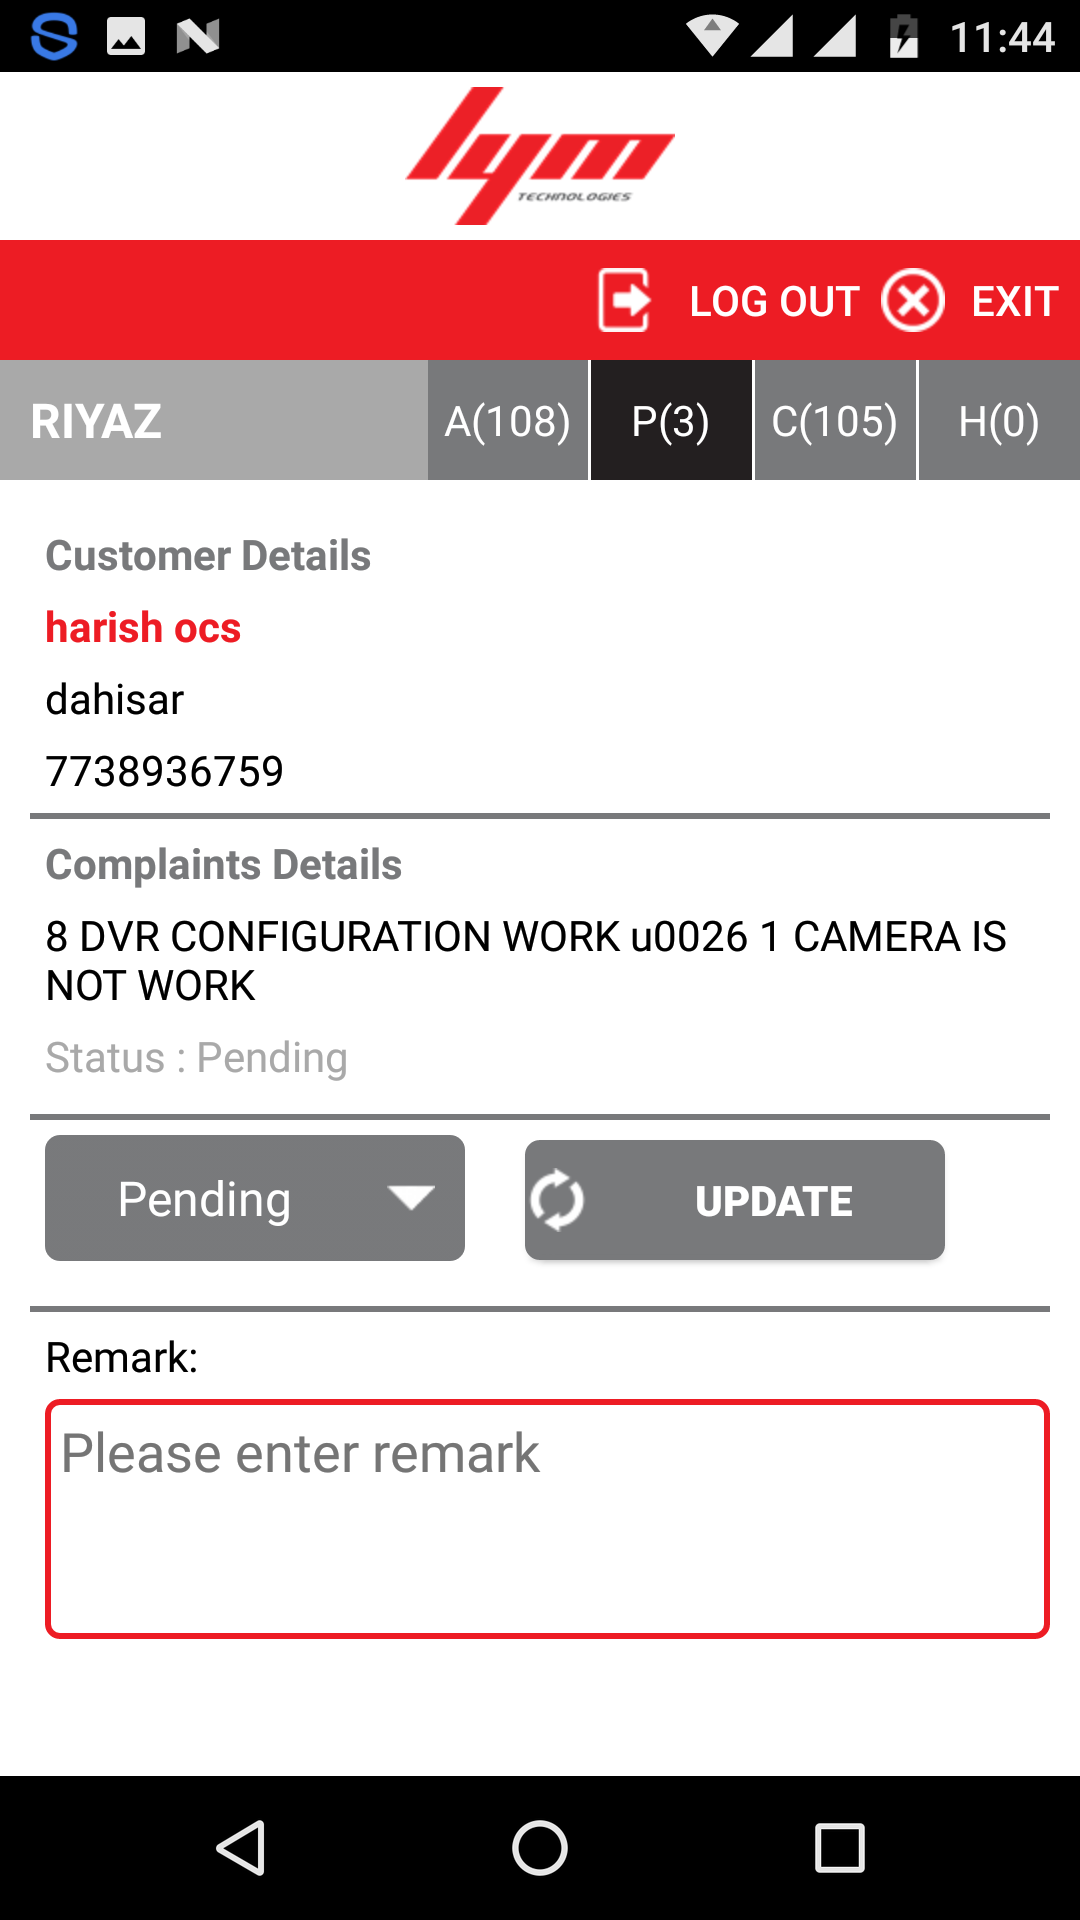 11:44
lym
TECHNOLOGIES
LOG OUT EXIT
RIYAZ A(108) P(3) C(105) H(0)
Customer Details
harish ocs
dahisar
7738936759
Complaints Details
8 DVR CONFIGURATION WORK u0026 1 CAMERA IS
NOT WORK
Status : Pending
Pending UPDATE
Remark:
Please enter remark